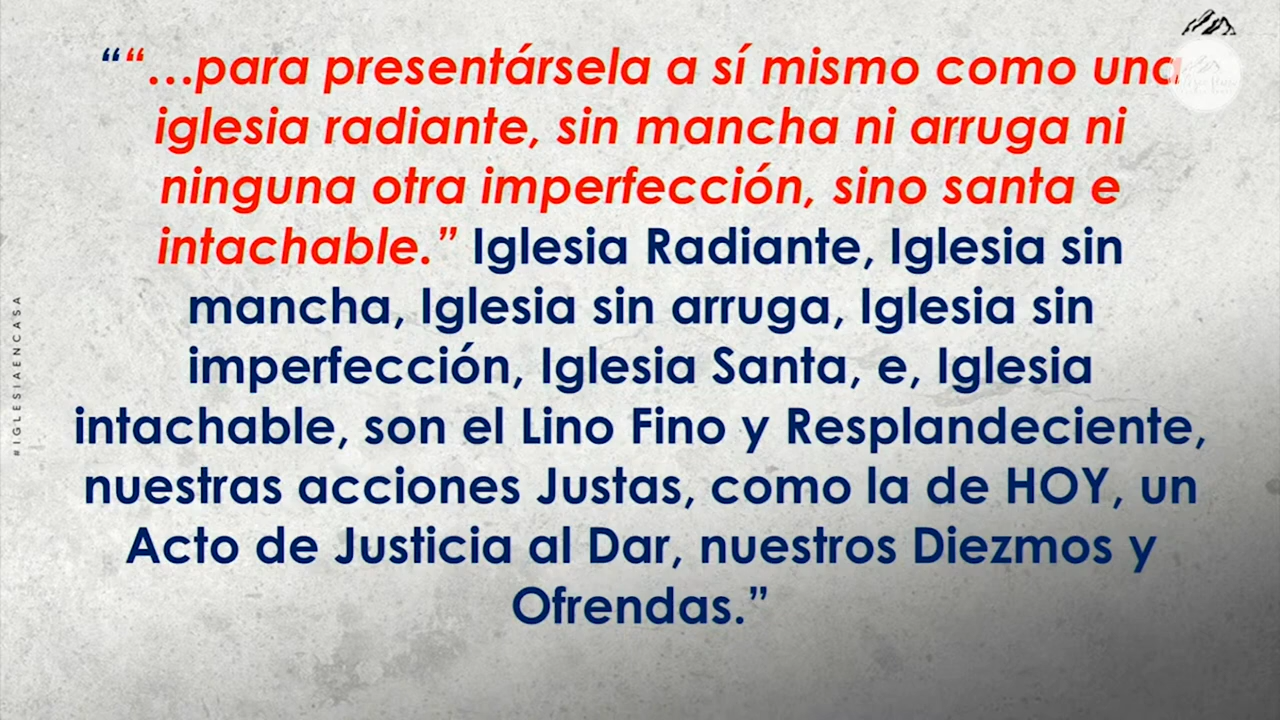 ““…para presentársela a sí mismo como una
iglesia radiante, sin mancha ni arruga ni
ninguna otra imperfección, sino santa e
intachable.” Iglesia Radiante, Iglesia sin
mancha, Iglesia sin arruga, Iglesia sin
imperfección, Iglesia Santa, e, Iglesia
intachable, son el Lino Fino y Resplandeciente,
nuestras acciones Justas, como la de HOY, un
Acto de Justicia al Dar, nuestros Diezmos y
Ofrendas.”
#IGLESIAENCASA